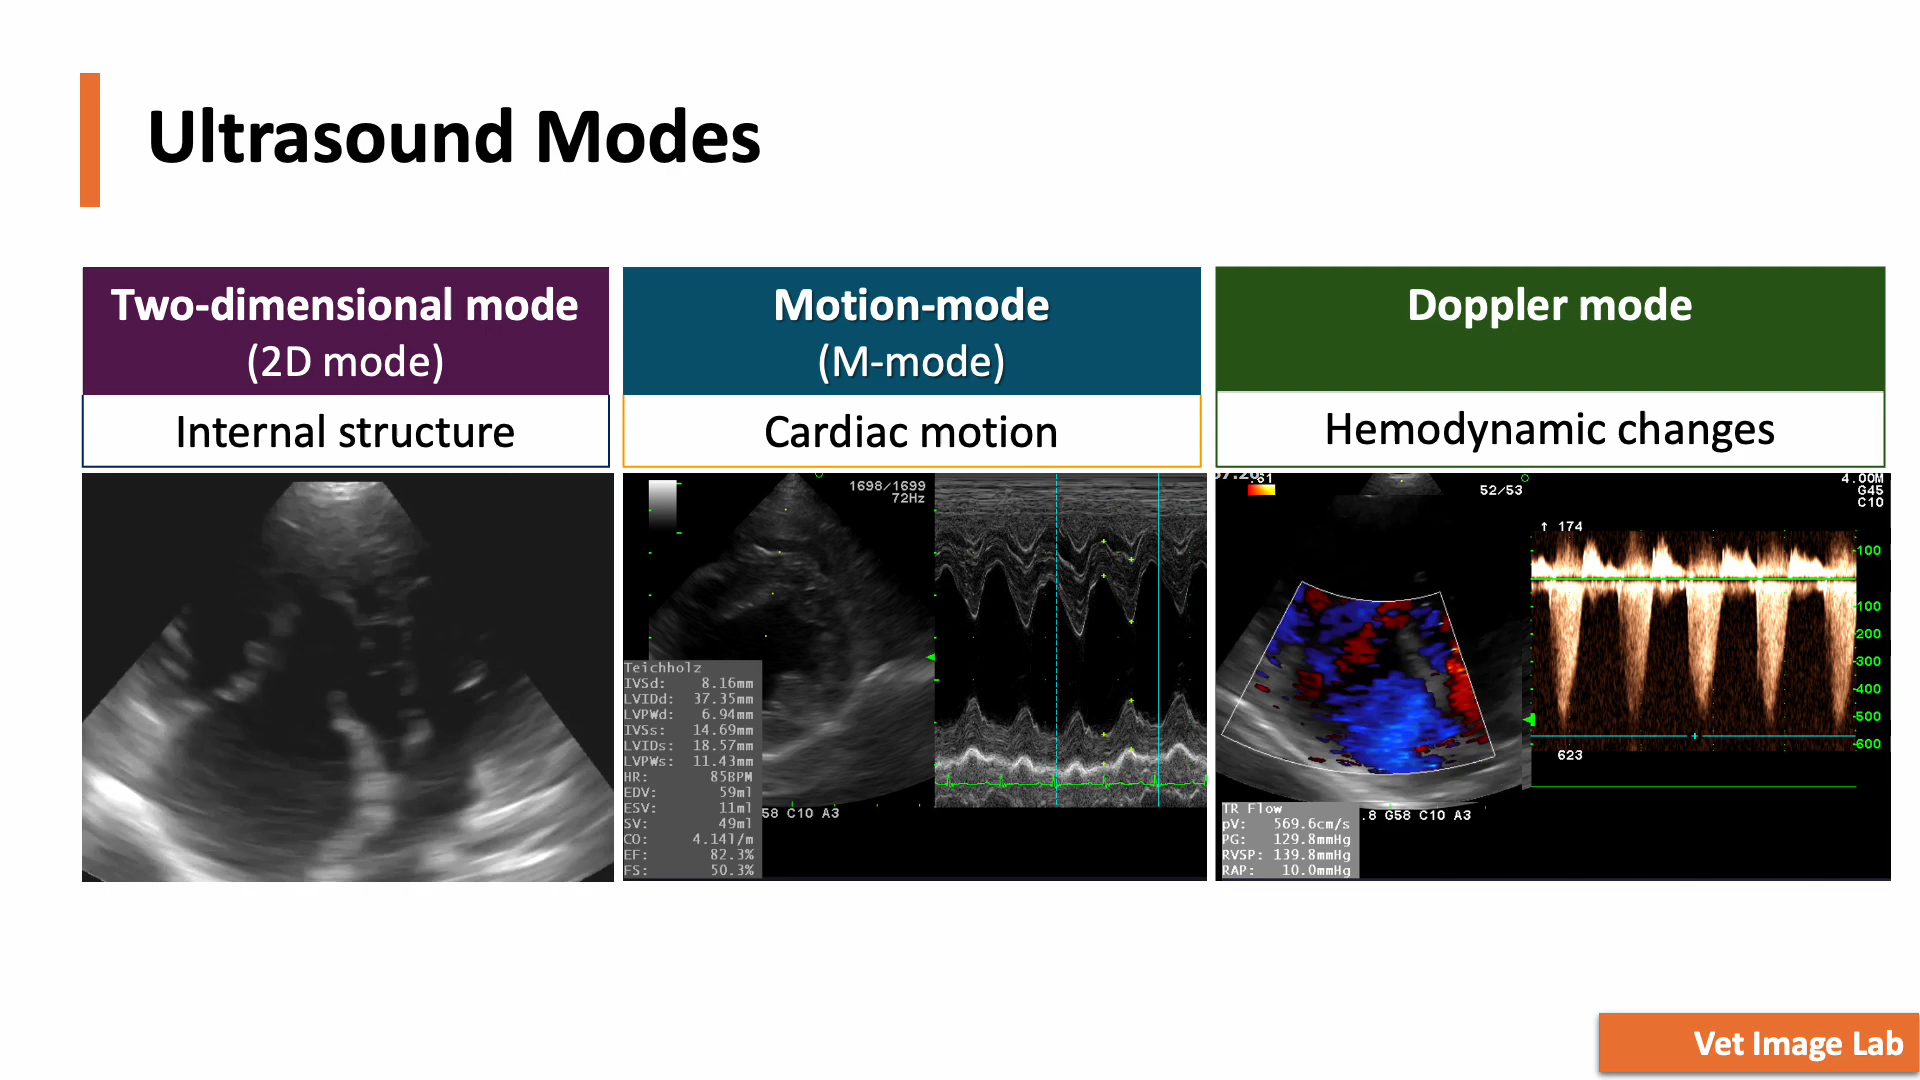 Ultrasound Modes
Two-dimensional mode
(2D mode)
Internal structure
Motion-mode
(M-mode)
Cardiac motion
Doppler mode
Hemodynamic changes
1698/1699
72Hz
Teichholz
IVSd: 8.16mm
LVIDd: 37.35mm
LVPWd: 6.94mm
IVSs: 14.69mm
LVIDs: 18.57mm
LVPWs: 11.43mm
HR: 85BPM
EDV: 59ml
ESV: 11ml
SV: 49ml
CO: 4.14l/m
EF: 82.3%
FS: 50.3%
58 C10 A3
.61
52/53
4.00M
G45
C10
↑ 174
-100
100
200
-300
-400
-500
-600
623
TR Flow
pV: 569.6cm/s
PG: 129.8mmHg
RVSP: 139.8mmHg
RAP: 10.0mmHg
.8 G58 C10 A3
Vet Image Lab